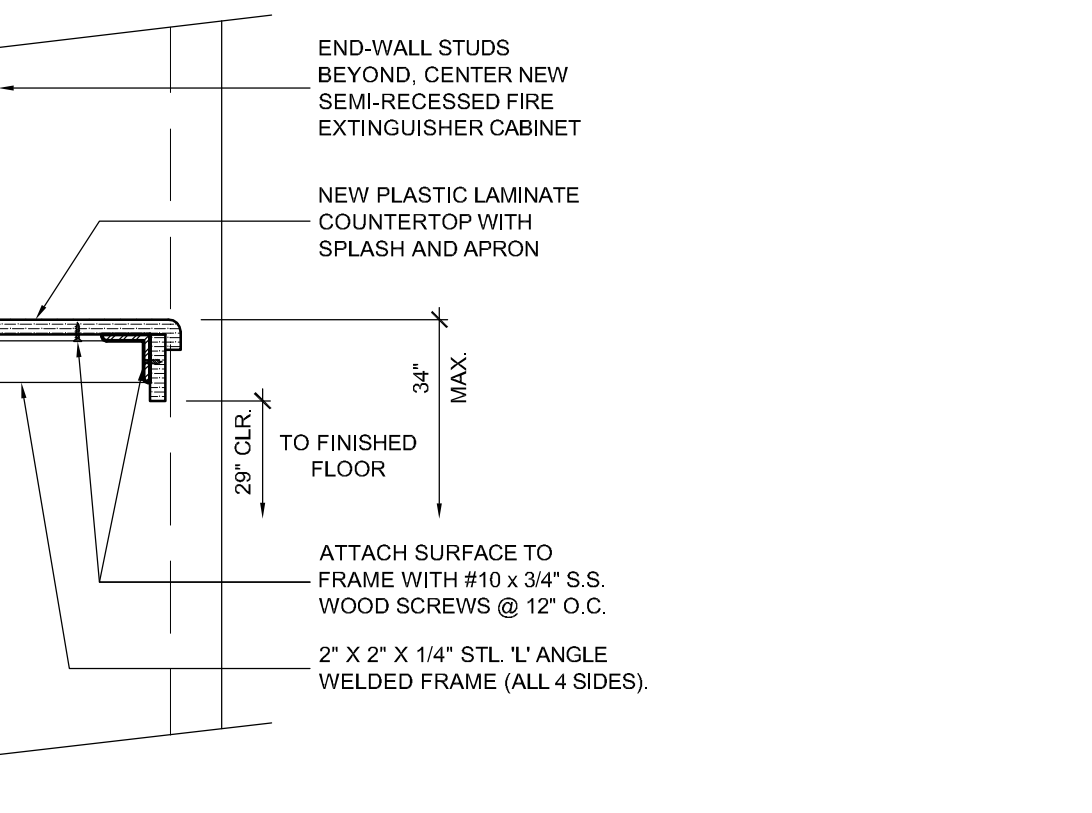 END-WALL STUDS
BEYOND, CENTER NEW
SEMI-RECESSED FIRE
EXTINGUISHER CABINET
NEW PLASTIC LAMINATE
COUNTERTOP WITH
SPLASH AND APRON
34"
MAX.
29" CLR.
TO FINISHED
FLOOR
ATTACH SURFACE TO
FRAME WITH #10 x 3/4" S.S.
WOOD SCREWS @ 12" O.C.
2" X 2" X 1/4" STL. 'L' ANGLE
WELDED FRAME (ALL 4 SIDES).